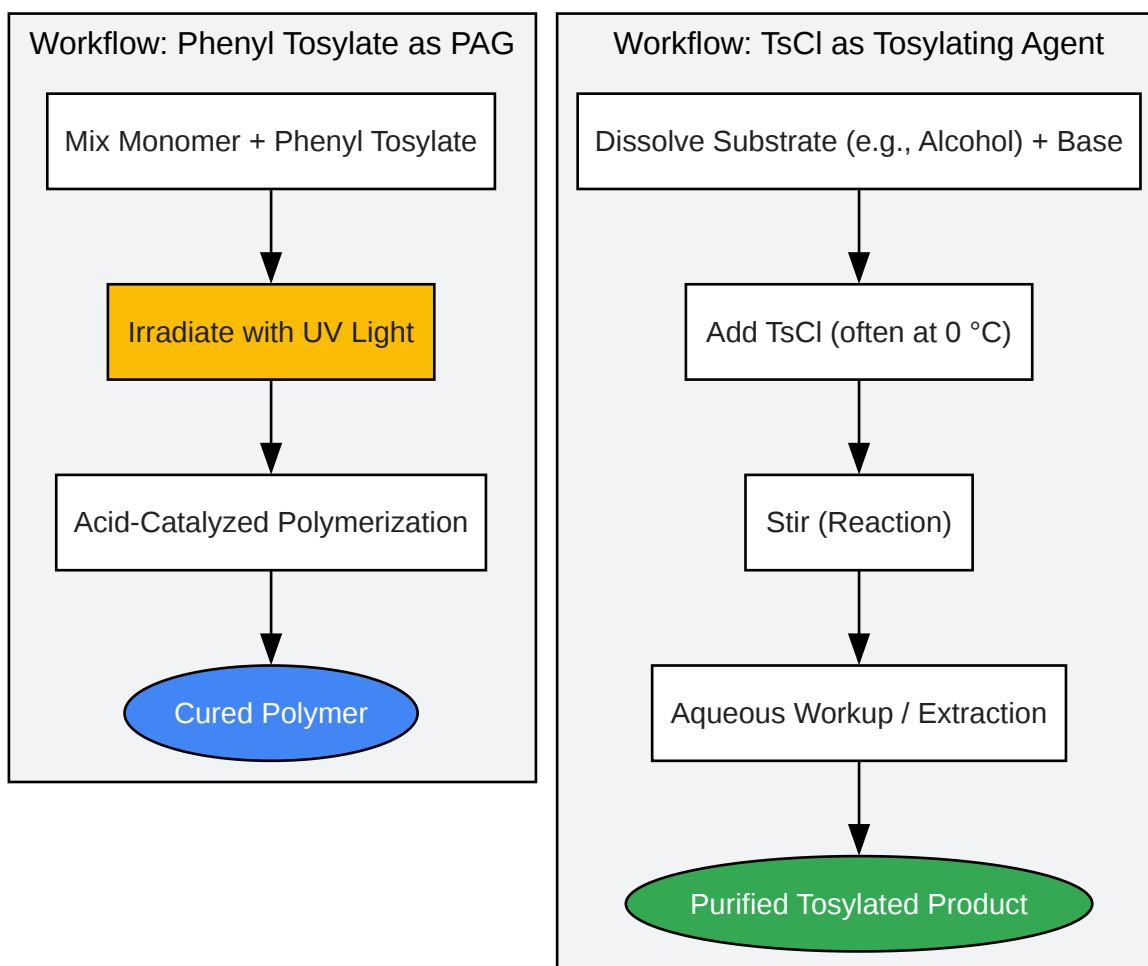 Workflow: Phenyl Tosylate as PAG
Mix Monomer + Phenyl Tosylate
Irradiate with UV Light
Acid-Catalyzed Polymerization
Cured Polymer
Workflow: TsCl as Tosylating Agent
Dissolve Substrate (e.g., Alcohol) + Base
Add TsCl (often at 0 °C)
Stir (Reaction)
Aqueous Workup / Extraction
Purified Tosylated Product